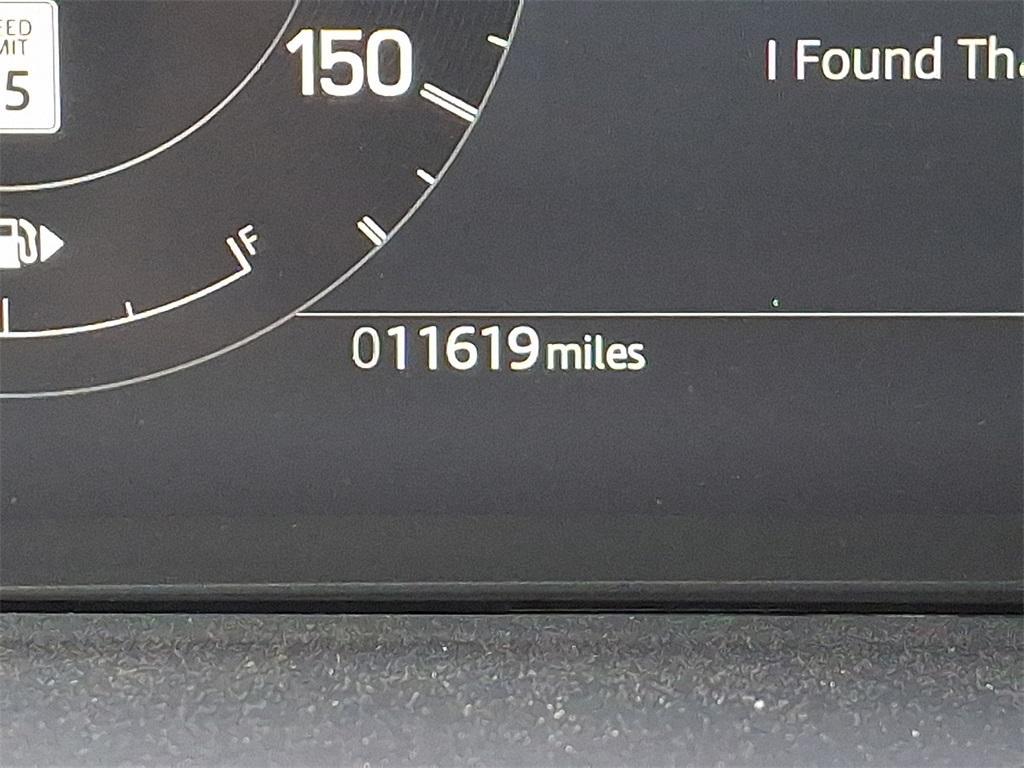 EED
MIT
5
150
I Found Th
F
011619 miles